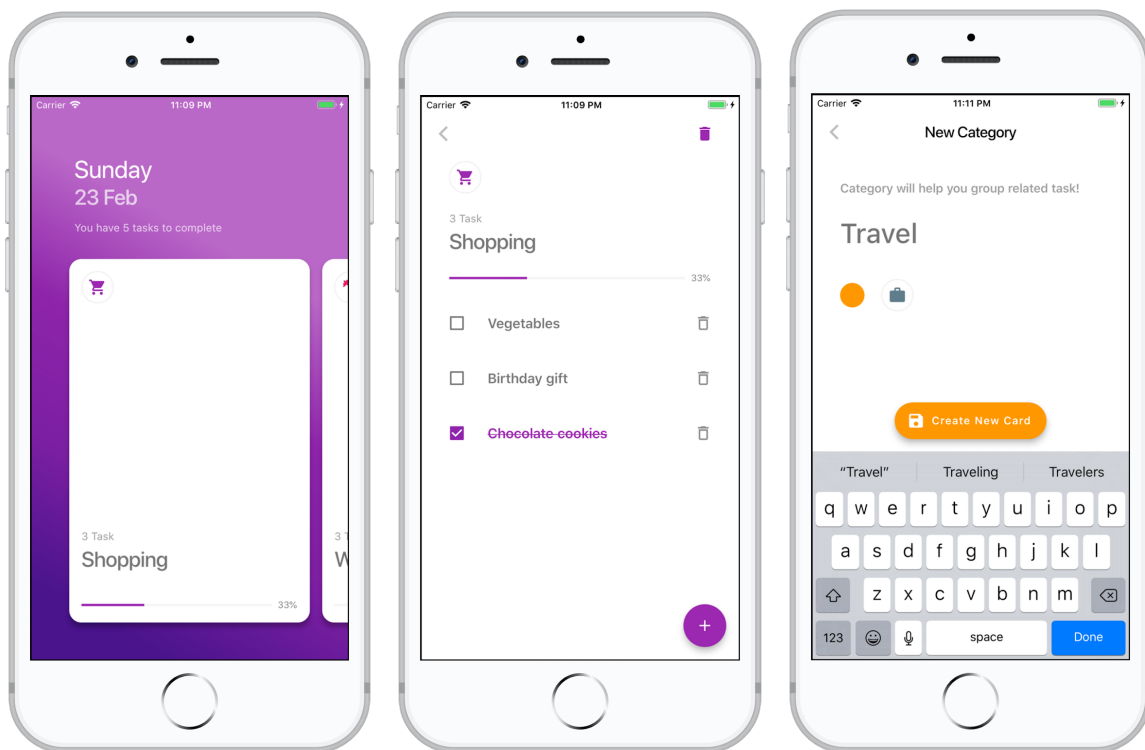 Carrier 11:09 PM
Sunday
23 Feb
You have 5 tasks to complete
3 Task
Shopping
33%
Carrier 11:09 PM
3 Task
Shopping
33%
Vegetables
Birthday gift
Chocolate cookies
+
Carrier 11:11 PM
New Category
Category will help you group related task!
Travel
Create New Card
“Travel” Traveling Travelers
q w e r t y u i o p
a s d f g h j k l
z x c v b n m
123 space Done